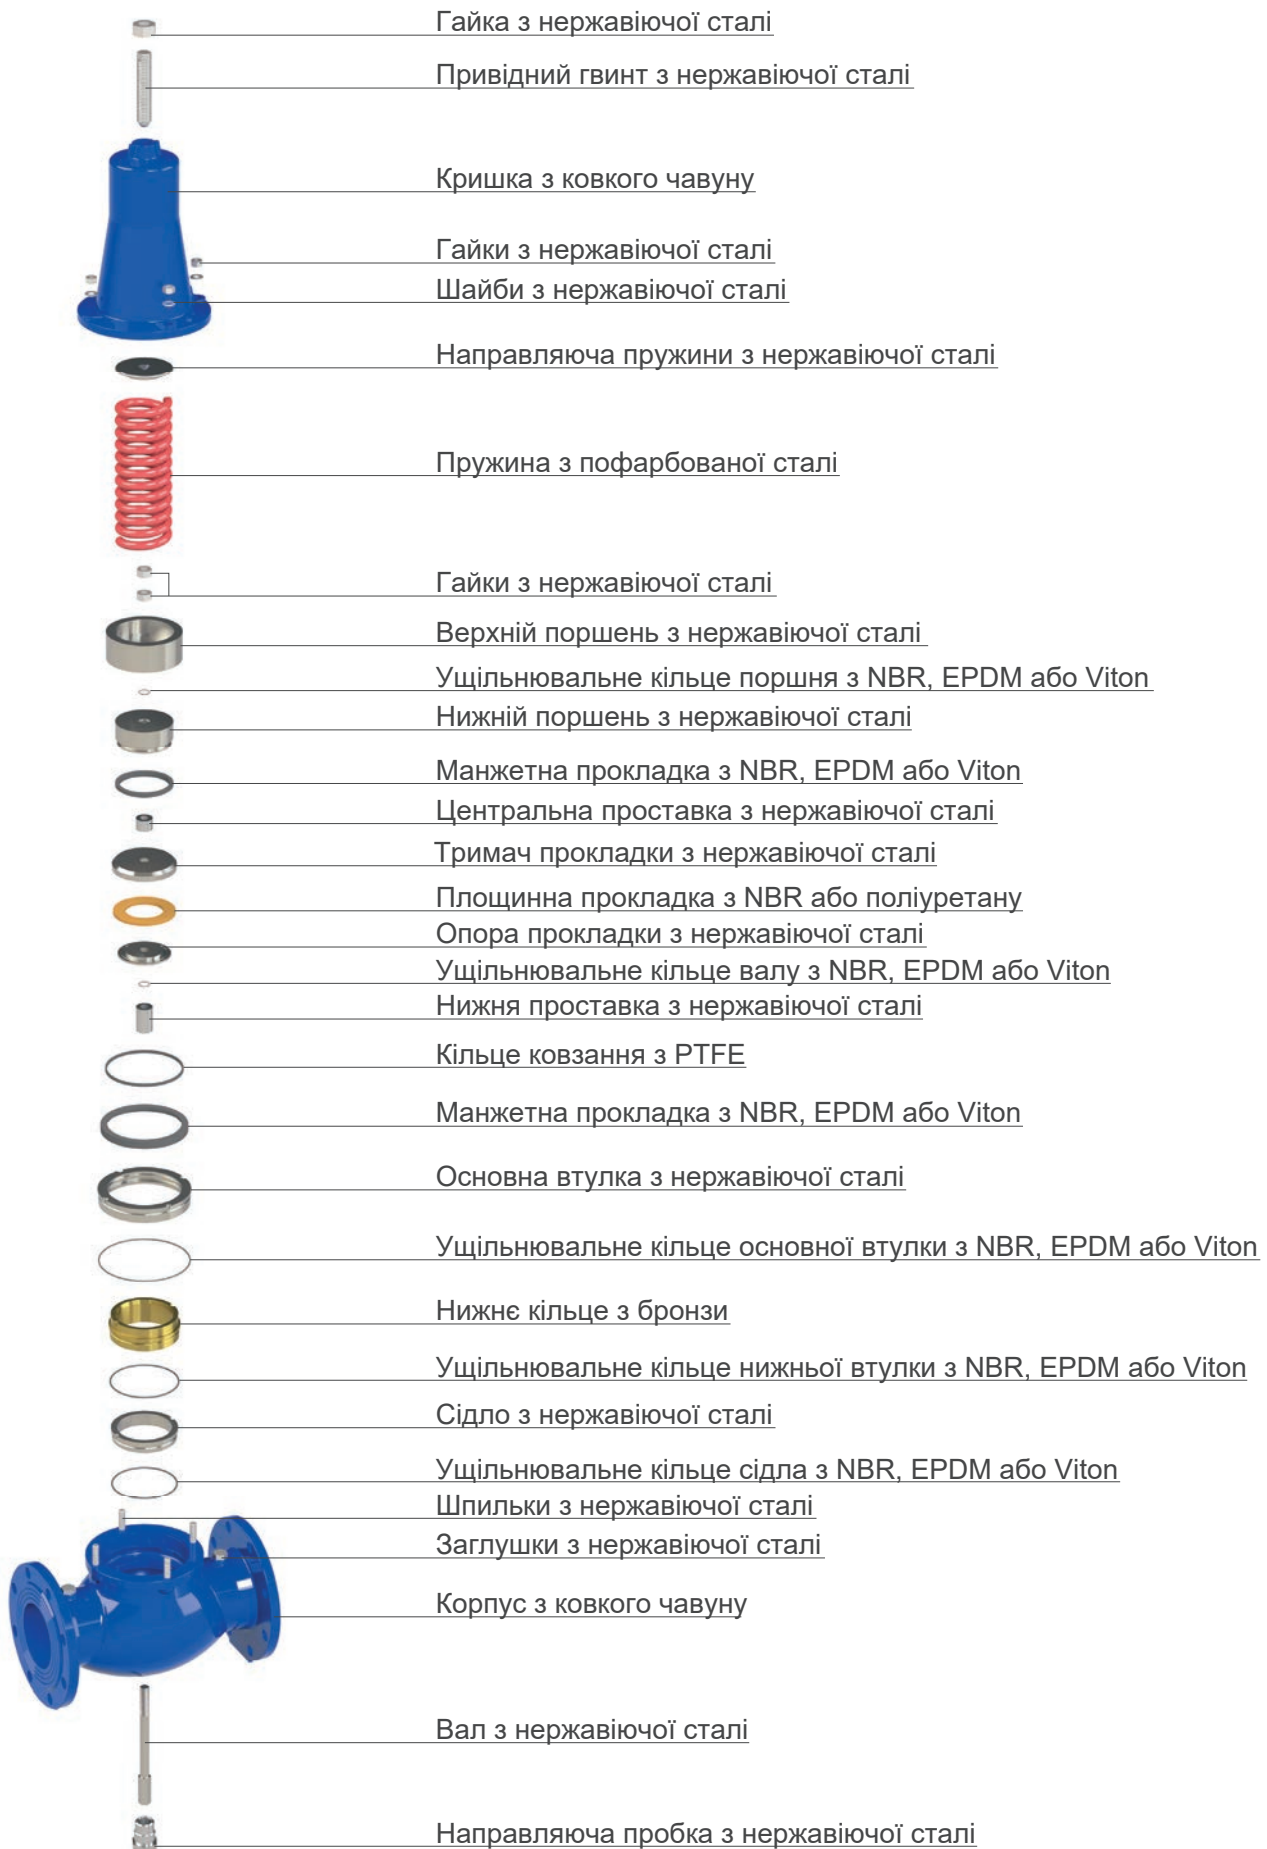 Гайка з нержавіючої сталі
Привідний гвинт з нержавіючої сталі
Кришка з ковкого чавуну
Гайки з нержавіючої сталі
Шайби з нержавіючої сталі
Направляюча пружини з нержавіючої сталі
Пружина з пофарбованої сталі
Гайки з нержавіючої сталі
Верхній поршень з нержавіючої сталі
Ущільнювальне кільце поршня з NBR, EPDM або Viton
Нижній поршень з нержавіючої сталі
Манжетна прокладка з NBR, EPDM або Viton
Центральна проставка з нержавіючої сталі
Тримач прокладки з нержавіючої сталі
Площинна прокладка з NBR або поліуретану
Опора прокладки з нержавіючої сталі
Ущільнювальне кільце валу з NBR, EPDM або Viton
Нижня проставка з нержавіючої сталі
Кільце ковзання з PTFE
Манжетна прокладка з NBR, EPDM або Viton
Основна втулка з нержавіючої сталі
Ущільнювальне кільце основної втулки з NBR, EPDM або Viton
Нижнє кільце з бронзи
Ущільнювальне кільце нижньої втулки з NBR, EPDM або Viton
Сідло з нержавіючої сталі
Ущільнювальне кільце сідла з NBR, EPDM або Viton
Шпильки з нержавіючої сталі
Заглушки з нержавіючої сталі
Корпус з ковкого чавуну
Вал з нержавіючої сталі
Направляюча пробка з нержавіючої сталі